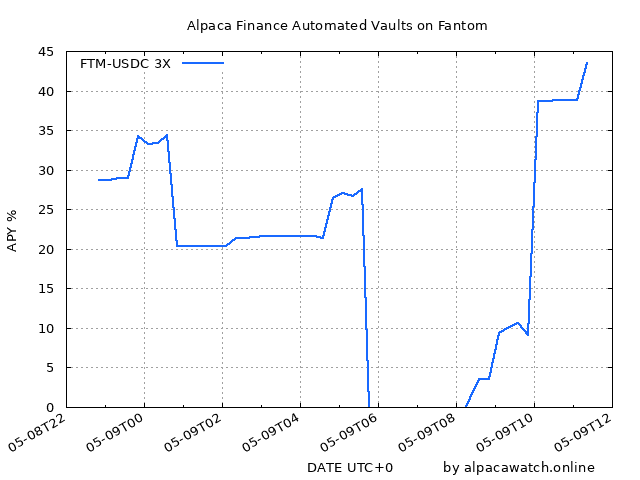 Alpaca Finance Automated Vaults on Fantom
FTM-USDC 3X
APY %
45
40
35
30
25
20
15
10
5
0
05-08T22
05-09T00
05-09T02
05-09T04
05-09T06
05-09T08
05-09T10
05-09T12
DATE UTC+0
by alpacawatch.online